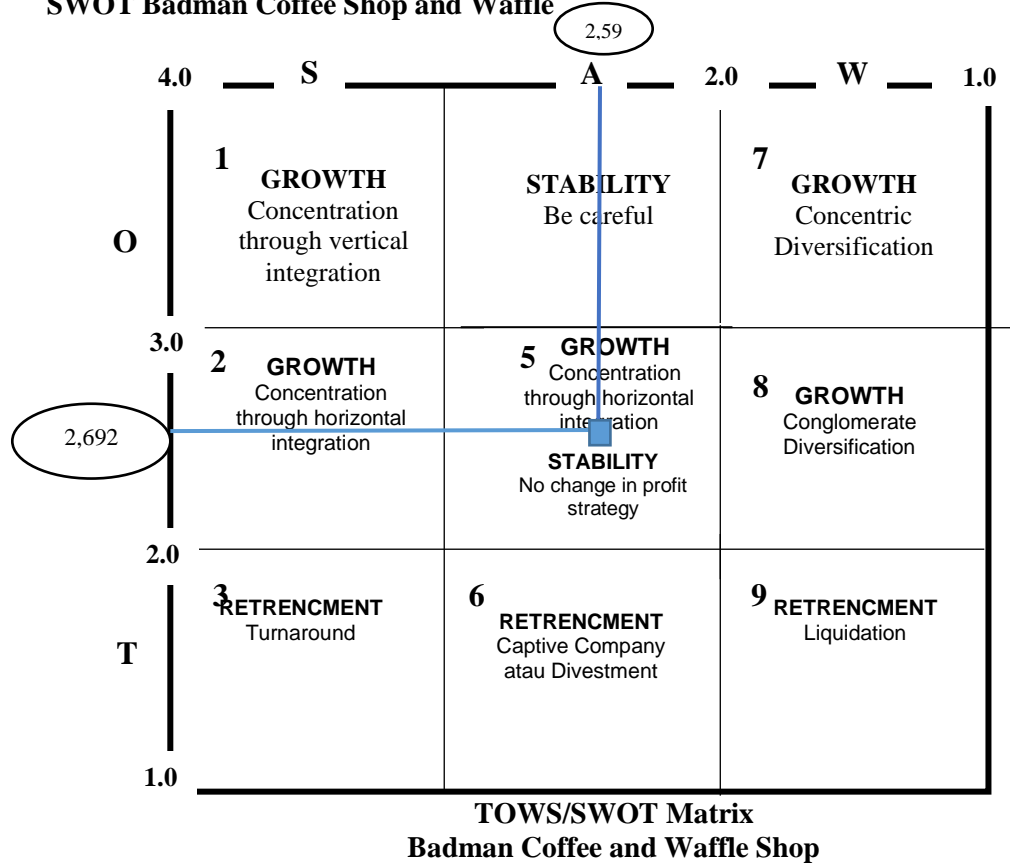 SWOT Badman Coffee Shop and Waffle
2,59
4.0 S A 2.0 W 1.0
1
GROWTH
Concentration
through vertical
integration
STABILITY
Be careful
7
GROWTH
Concentric
Diversification
O
3.0
2
GROWTH
Concentration
through horizontal
integration
5
GROWTH
Concentration
through horizontal
integration
STABILITY
No change in profit
strategy
8
GROWTH
Conglomerate
Diversification
2,692
2.0
3
RETRENCMENT
Turnaround
6
RETRENCMENT
Captive Company
atau Divestment
9
RETRENCMENT
Liquidation
T
1.0
TOWS/SWOT Matrix
Badman Coffee and Waffle Shop